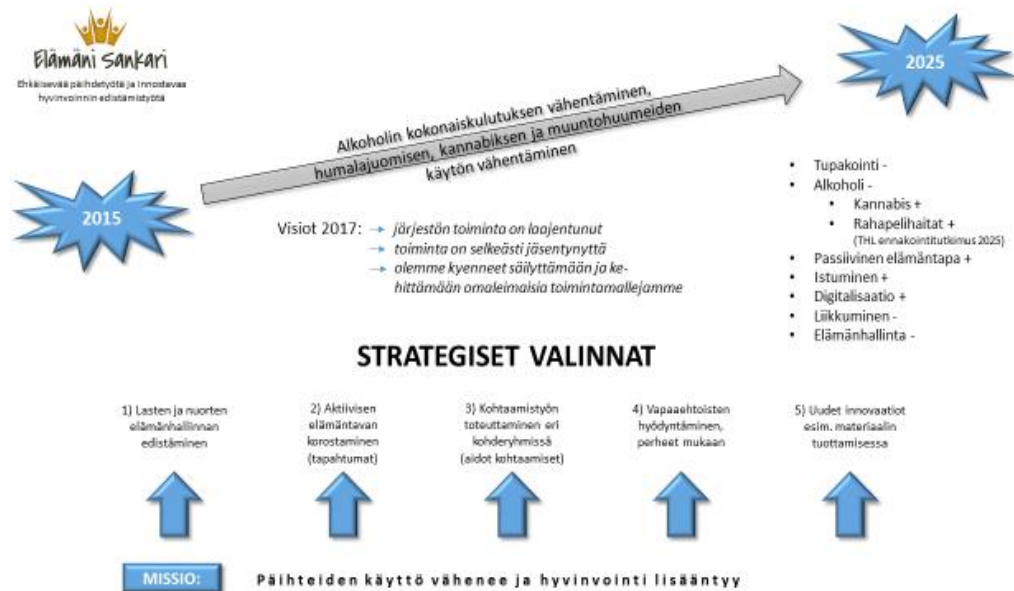 Elämäni Sankari
Ehkäisevää päihdetyötä ja innostavaa
hyvinvoinnin edistämistyötä
2025
Alkoholin kokonaiskulutuksen vähentäminen,
humalajuomisen, kannabiksen ja muuntohuumeiden
käytön vähentäminen
2015
Visiot 2017:
järjestön toiminta on laajentunut
toiminta on selkeästi jäsentynyttä
olemme kyenneet säilyttämään ja ke-
hittämään omaleimaisia toimintamallejamme
• Tupakointi -
• Alkoholi -
• Kannabis +
• Rahapelihaitat +
(THL ennakointitutkimus 2025)
• Passiivinen elämäntapa +
• Istuminen +
• Digitalisaatio +
• Liikkuminen -
• Elämänhallinta -
STRATEGISET VALINNAT
1) Lasten ja nuorten
elämänhallinnan
edistäminen
2) Aktiivisen
elämäntavan
korostaminen
(tapahtumat)
3) Kohtaamistyön
toteuttaminen eri
kohderyhmissä
(aidot kohtaamiset)
4) Vapaaehtoisten
hyödyntäminen,
perheet mukaan
5) Uudet innovaatiot
esim. materiaalin
tuottamisessa
MISSIO:
Päihteiden käyttö vähenee ja hyvinvointi lisääntyy